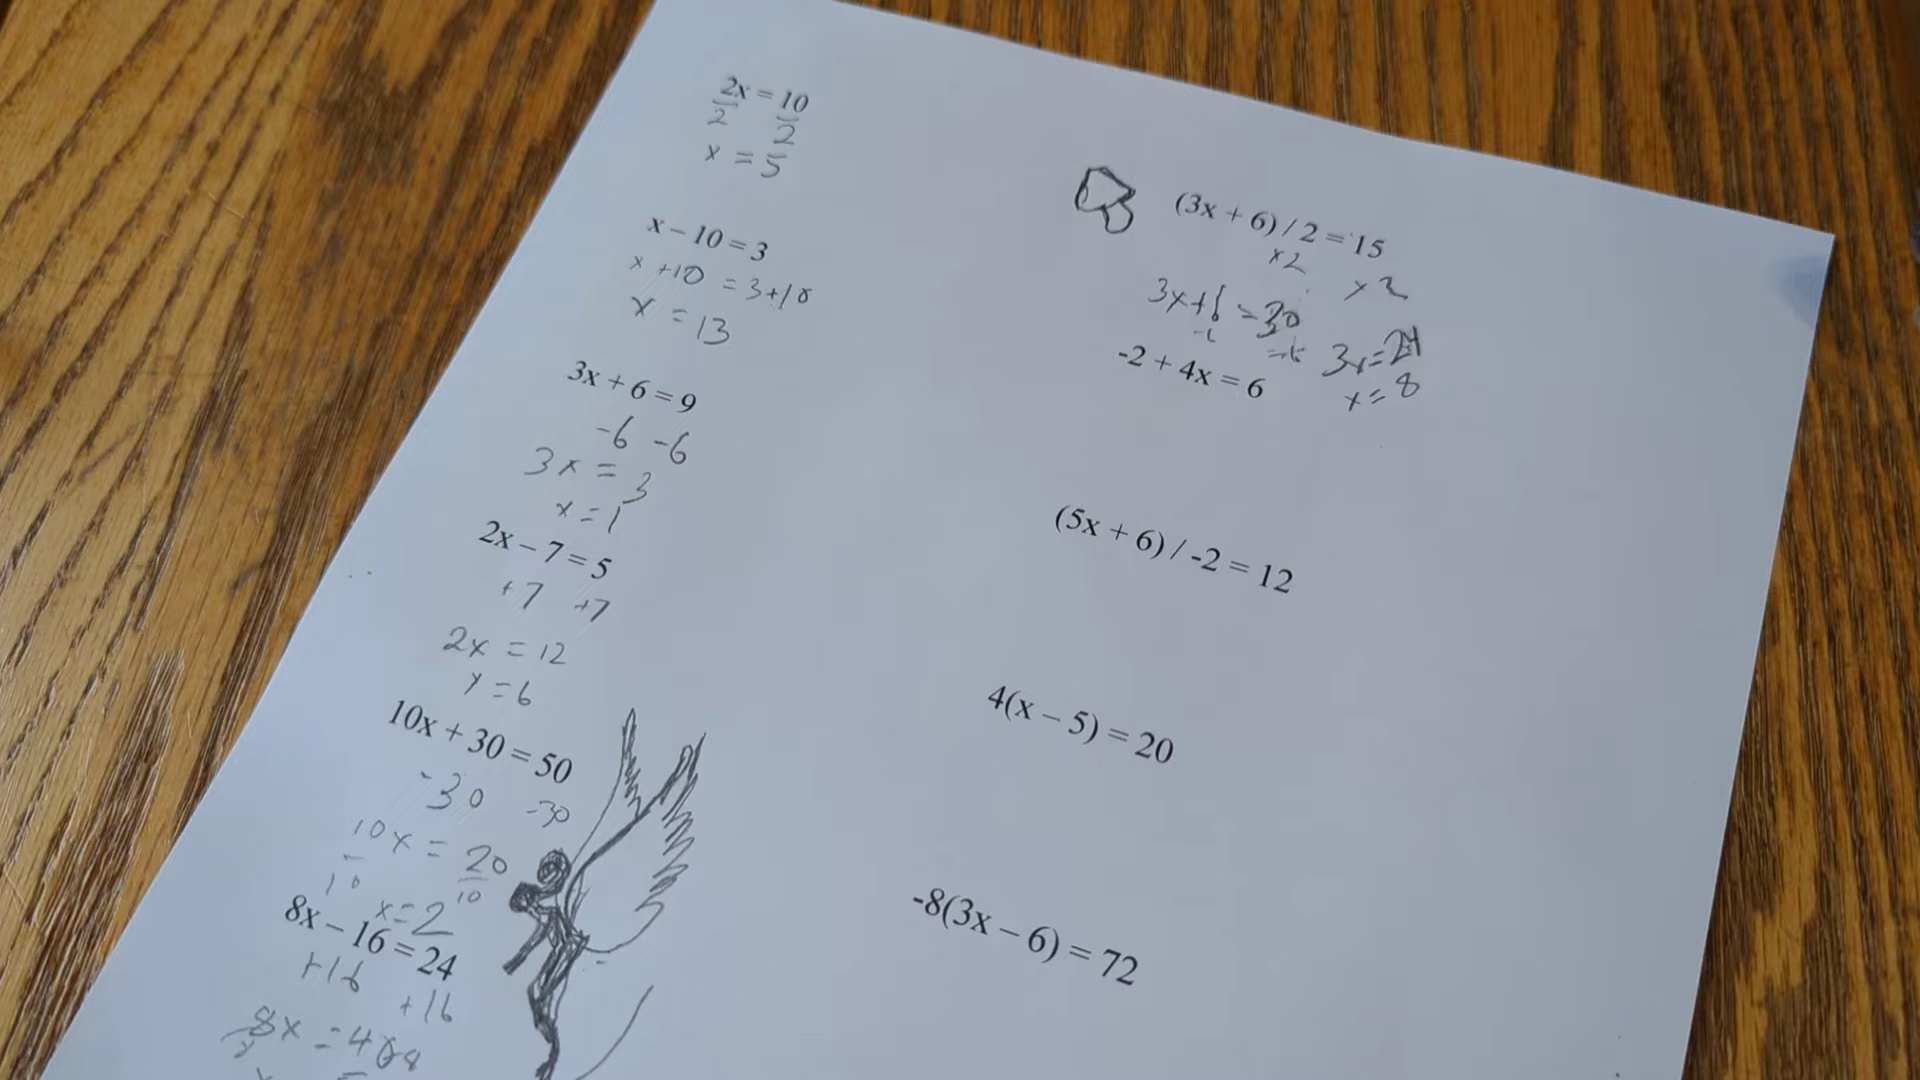 2x = 10
2 2
x = 5
x – 10 = 3
x +10 = 3+10
x = 13
3x + 6 = 9
-6 -6
3x = 3
x = 1
2x – 7 = 5
+7 +7
2x = 12
x = 6
10x + 30 = 50
-30 -30
10x = 20
10 10
x = 2
8x – 16 = 24
+16 +16
8x = 40
(3x + 6) / 2 = 15
x2 x2
3x+6 = 30
-6 -6
3x = 24
x = 8
-2 + 4x = 6
(5x + 6) / -2 = 12
4(x – 5) = 20
-8(3x – 6) = 72